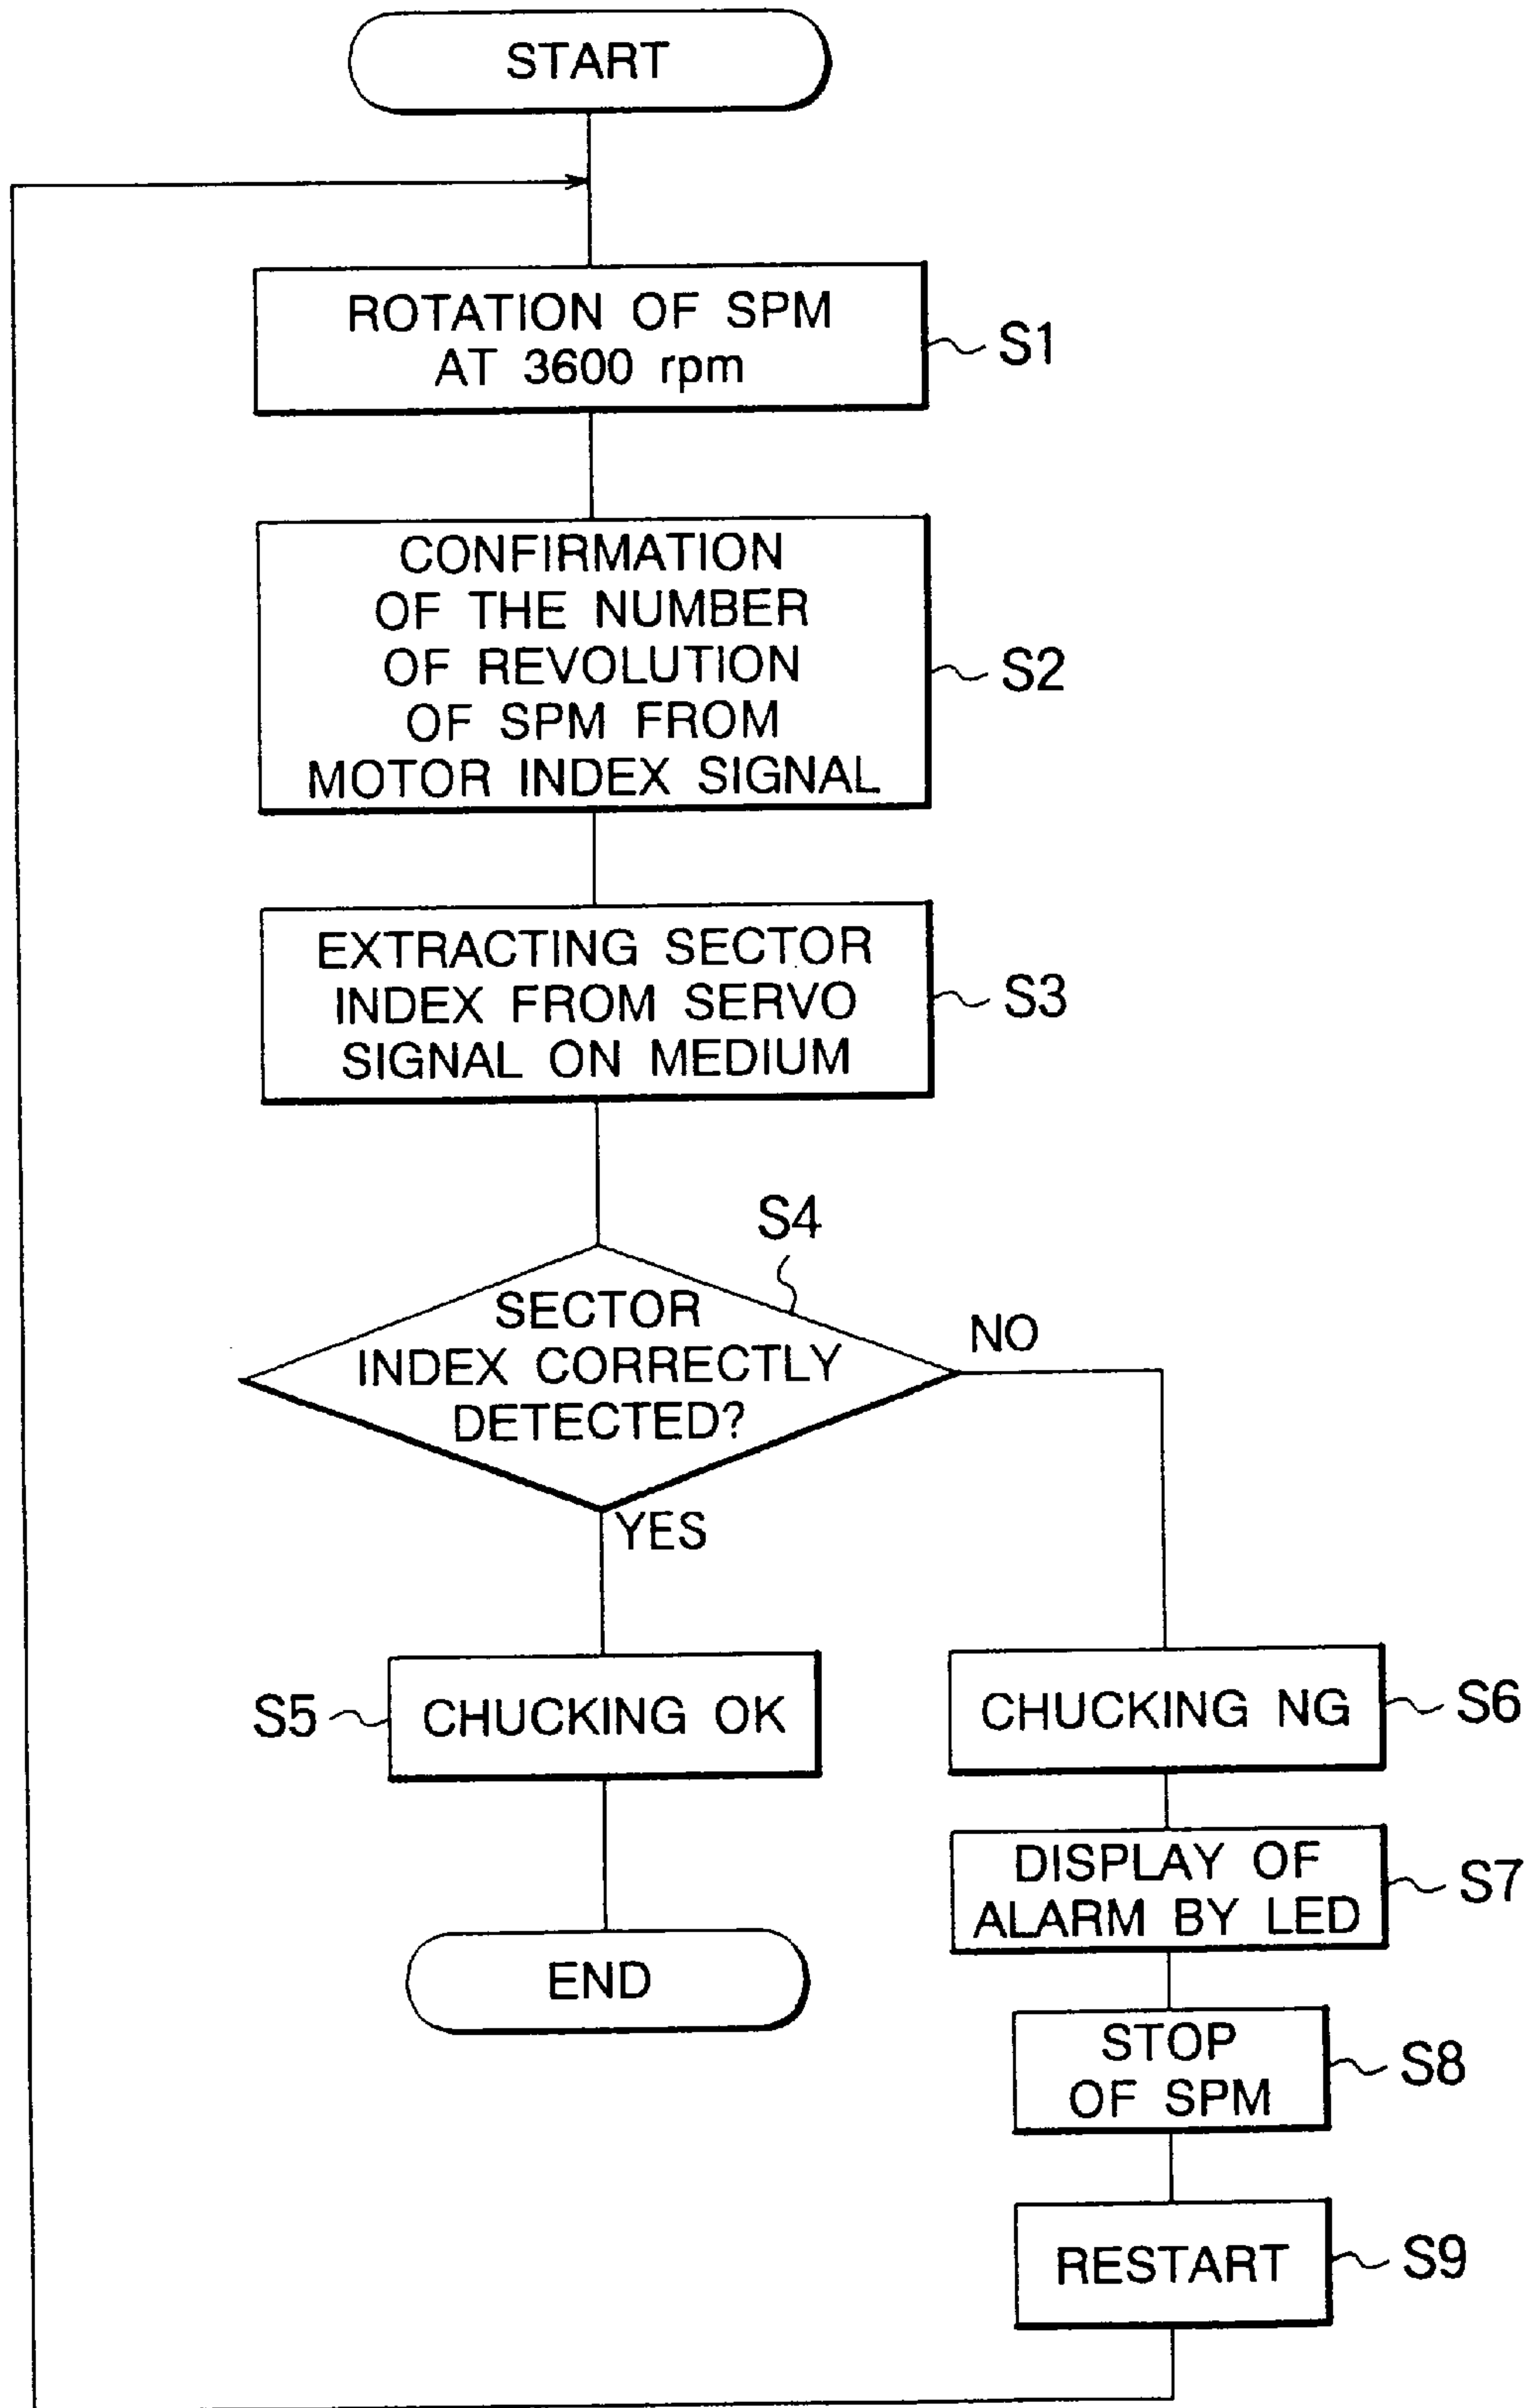 START
ROTATION OF SPM
AT 3600 rpm
S1
CONFIRMATION
OF THE NUMBER
OF REVOLUTION
OF SPM FROM
MOTOR INDEX SIGNAL
S2
EXTRACTING SECTOR
INDEX FROM SERVO
SIGNAL ON MEDIUM
S3
S4
SECTOR
INDEX CORRECTLY
DETECTED?
NO
YES
S5
CHUCKING OK
CHUCKING NG
S6
DISPLAY OF
ALARM BY LED
S7
END
STOP
OF SPM
S8
RESTART
S9